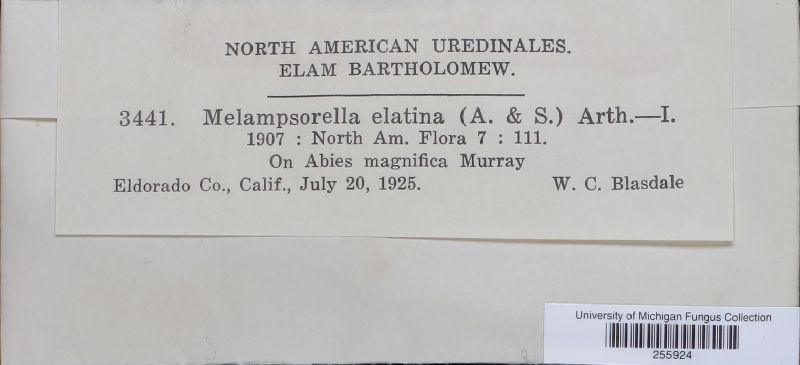 NORTH AMERICAN UREDINALES.
ELAM BARTHOLOMEW.
3441. Melampsorella elatina (A. & S.) Arth.—I.
1907 : North Am. Flora 7 : 111.
On Abies magnifica Murray
Eldorado Co., Calif., July 20, 1925. W. C. Blasdale
University of Michigan Fungus Collection
255924